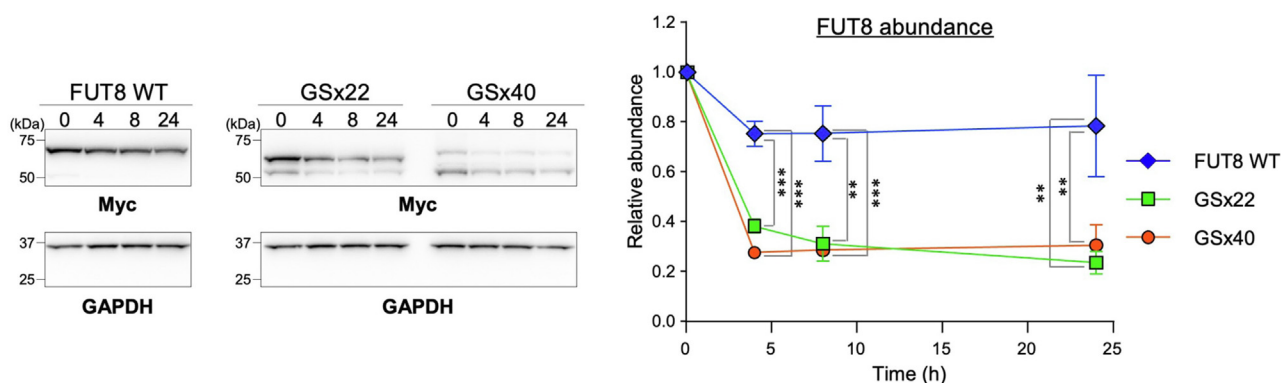 FUT8 WT
GSx22
GSx40
(kDa) 0 4 8 24
(kDa) 0 4 8 24 0 4 8 24
75
50
75
50
Myc
Myc
37
25
37
25
GAPDH
GAPDH
FUT8 abundance
Relative abundance
1.2
1.0
0.8
0.6
0.4
0.2
0.0
*** ***
** ***
** **
0 5 10 15 20 25
Time (h)
FUT8 WT
GSx22
GSx40